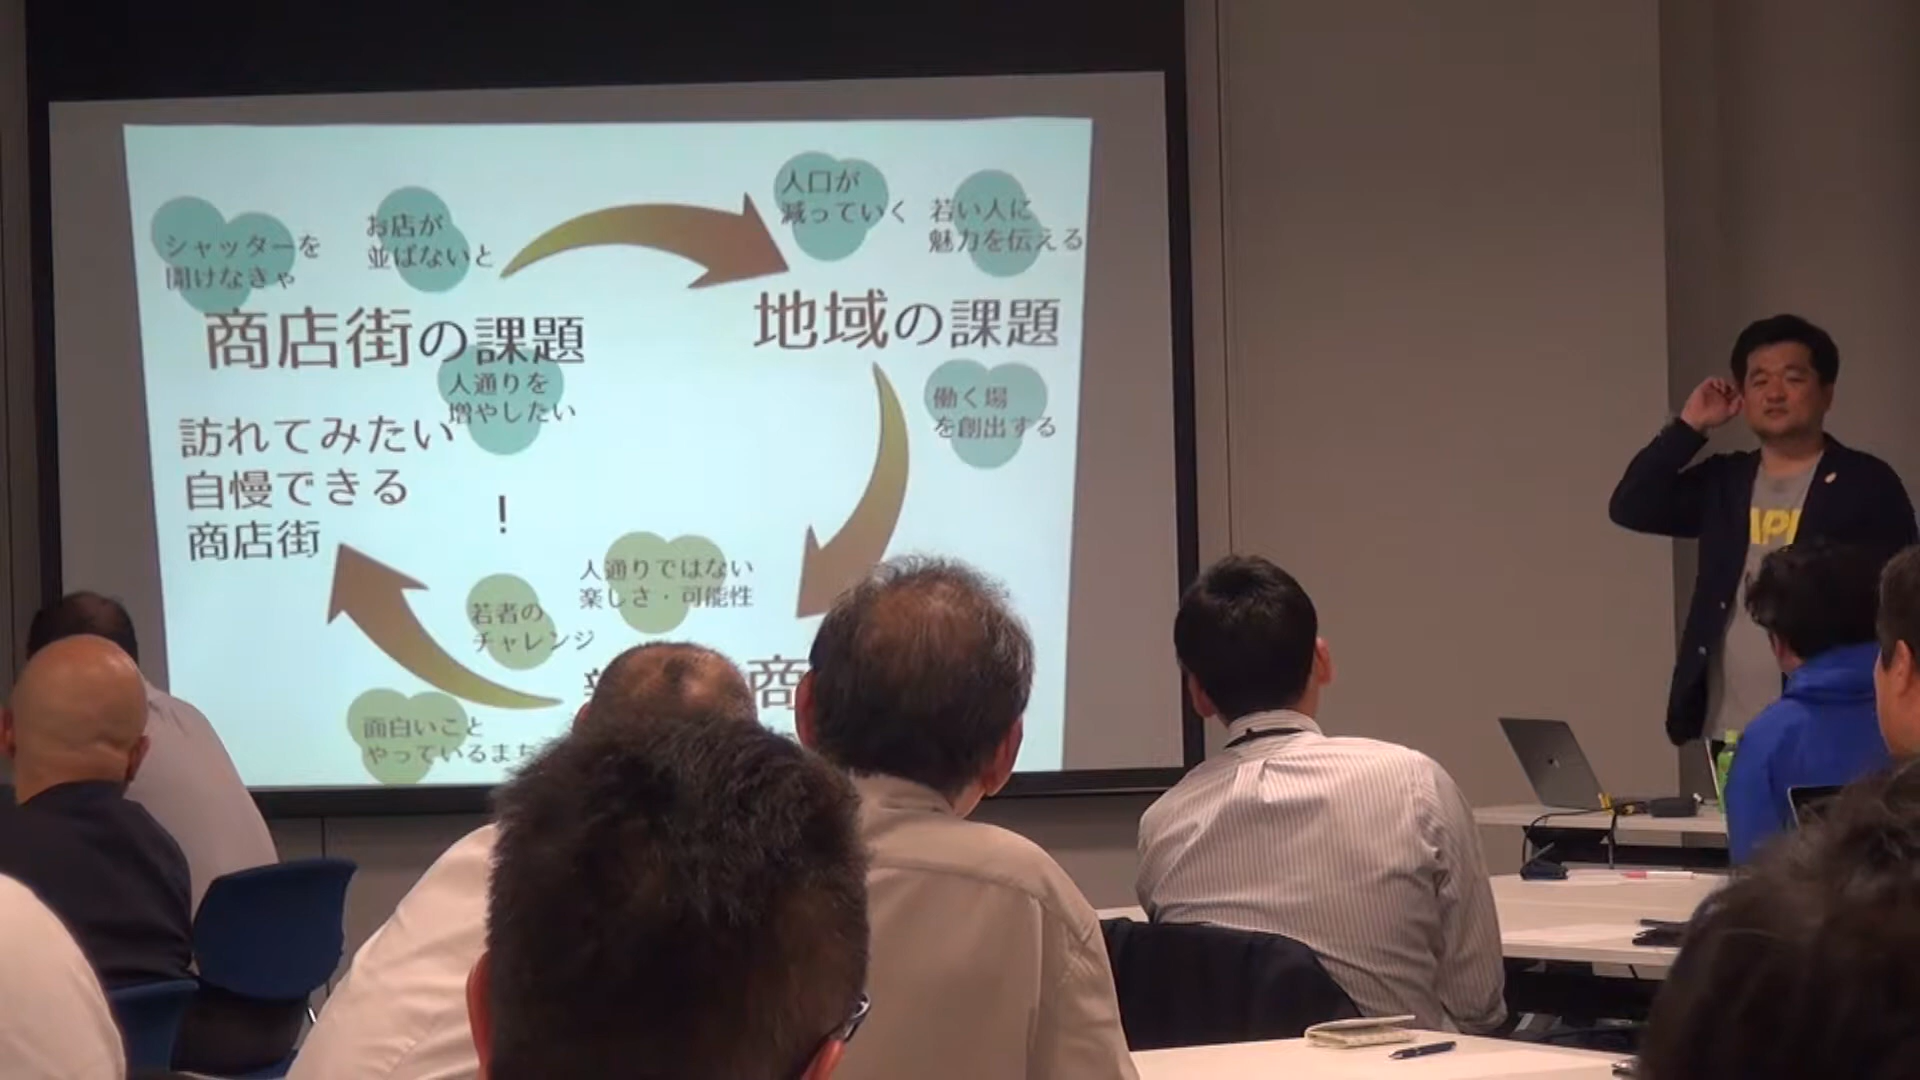 シャッターを
開けなきゃ
お店が
並ばないと
商店街の課題
人通りを
増やしたい
人口が
減っていく
若い人に
魅力を伝える
地域の課題
働く場
を創出する
訪れてみたい
自慢できる
商店街
!
人通りではない
楽しさ・可能性
若者の
チャレンジ
商
面白いこと
やっているまち